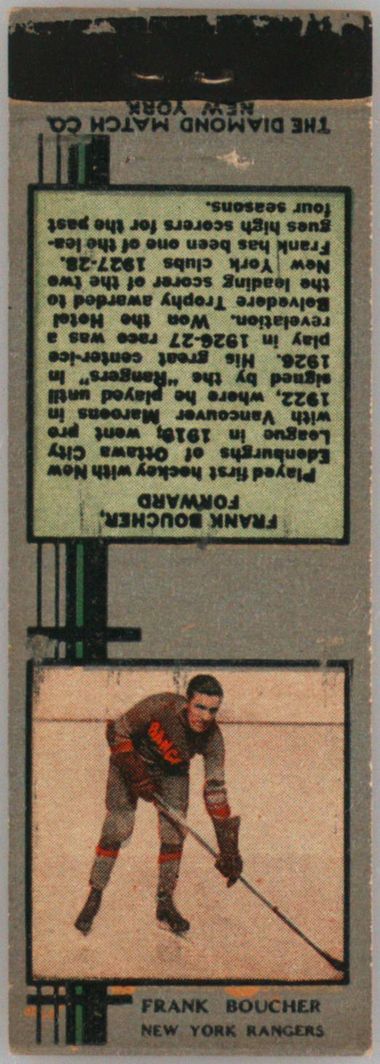 FRANK BOUCHER,
FORWARD
Played first hockey with New
Edenburghs of Ottawa City
League in 1919; went pro
with Vancouver Maroons in
1922, where he played until
signed by the "Rangers" in
1926. His great center-ice-
play in 1926-27 race was a
revelation. Won the Hotel
Belvedere Trophy awarded to
the leading scorer of the two
New York clubs 1927-28.
Frank has been one of the lea-
gues high scorers for the past
four seasons.
THE DIAMOND MATCH CO.
NEW YORK
FRANK BOUCHER
NEW YORK RANGERS